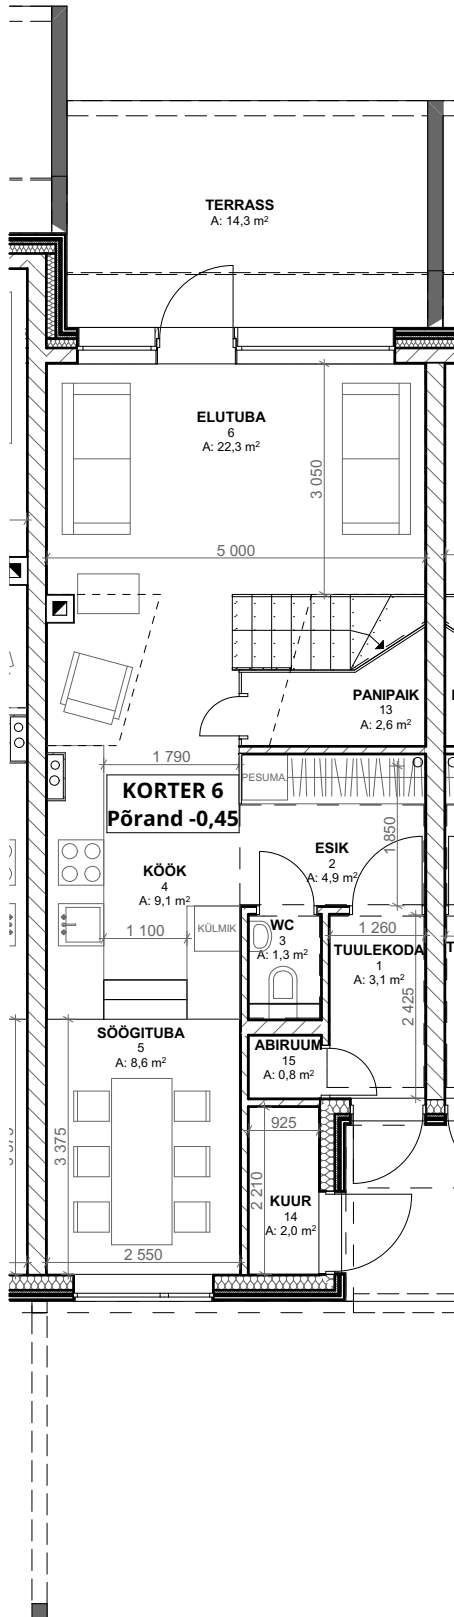 TERRASS
A: 14,3 m²
ELUTUBA
6
A: 22,3 m²
3 050
5 000
PANIPAIK
13
A: 2,6 m²
1 790
PESUMA
KORTER 6
Põrand -0,45
1 850
ESIK
2
A: 4,9 m²
KÖÖK
4
A: 9,1 m²
1 100
KÜLMIK
WC
3
A: 1,3 m²
1 260
TUULEKODA
1
A: 3,1 m²
2 425
SÖÖGITUBA
5
A: 8,6 m²
ABIRUUM
15
A: 0,8 m²
3 375
925
2 210
KUUR
14
A: 2,0 m²
2 550